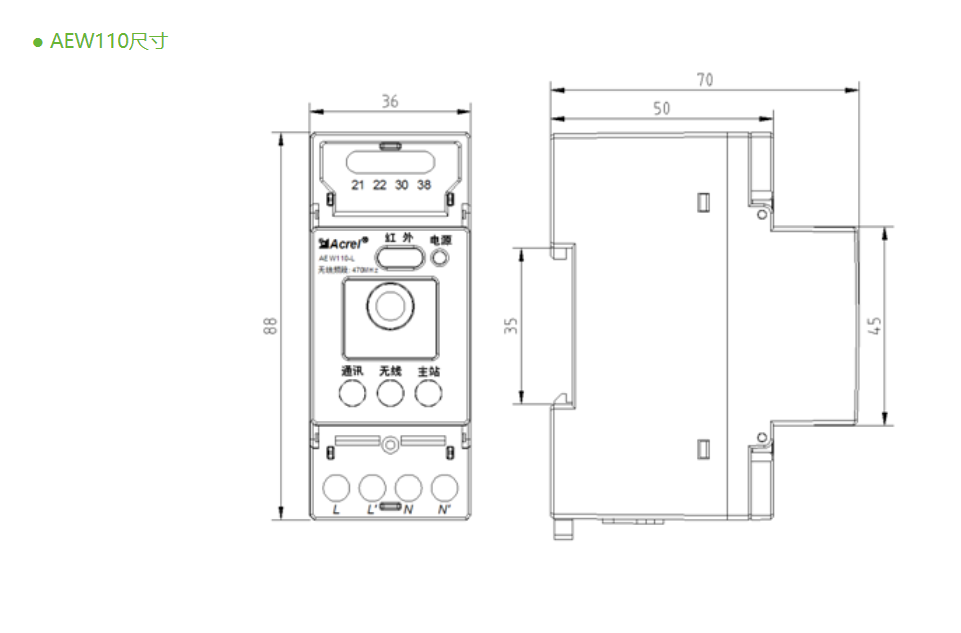 ● AEW110尺寸
70
36
50
21 22 30 38
Acrel®
红 外
电源
AEW110-L
无线频段: 470MHz
88
35
45
通讯 无线 主站
L L' N N'